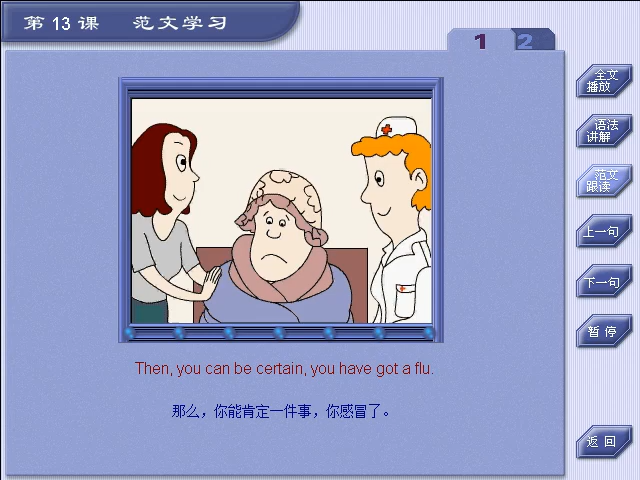 第 13 课 范文学习
1 2
全文
播放
语法
讲解
范文
跟读
上一句
下一句
暂 停
Then, you can be certain, you have got a flu.
那么，你能肯定一件事，你感冒了。
返 回